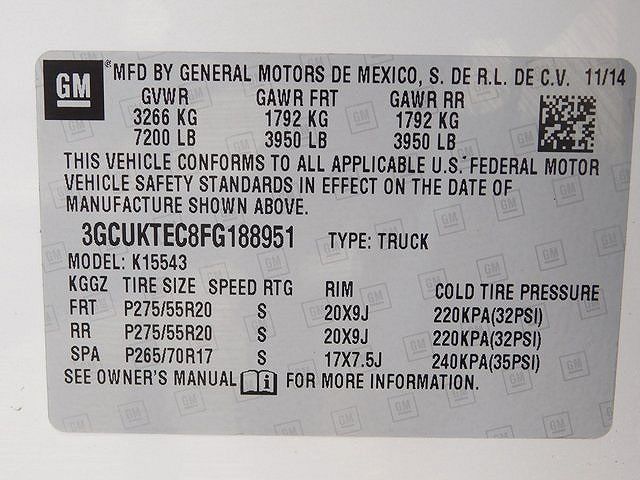 GM ® MFD BY GENERAL MOTORS DE MEXICO, S. DE R.L. DE C.V. 11/14
GVWR GAWR FRT GAWR RR
3266 KG 1792 KG 1792 KG
7200 LB 3950 LB 3950 LB
THIS VEHICLE CONFORMS TO ALL APPLICABLE U.S. FEDERAL MOTOR
VEHICLE SAFETY STANDARDS IN EFFECT ON THE DATE OF
MANUFACTURE SHOWN ABOVE.
3GCUKTEC8FG188951 TYPE: TRUCK
MODEL: K15543
KGGZ TIRE SIZE SPEED RTG RIM COLD TIRE PRESSURE
FRT P275/55R20 S 20X9J 220KPA(32PSI)
RR P275/55R20 S 20X9J 220KPA(32PSI)
SPA P265/70R17 S 17X7.5J 240KPA(35PSI)
SEE OWNER'S MANUAL i FOR MORE INFORMATION.